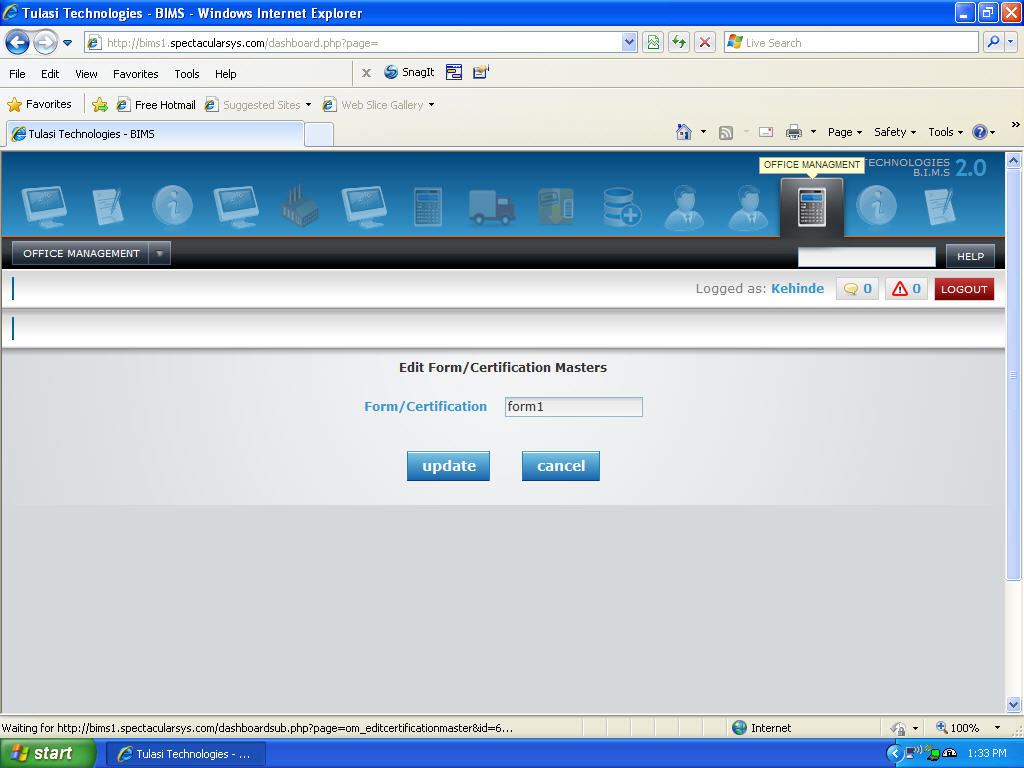 Tulasi Technologies - BIMS - Windows Internet Explorer
http://bims1.spectacularsys.com/dashboard.php?page=
Live Search
File Edit View Favorites Tools Help
x SnagIt
Favorites Free Hotmail Suggested Sites Web Slice Gallery
Tulasi Technologies - BIMS
Page Safety Tools »
OFFICE MANAGMENT
TECHNOLOGIES
B.I.M.S 2.0
OFFICE MANAGEMENT
HELP
Logged as: Kehinde 0 0 LOGOUT
Edit Form/Certification Masters
Form/Certification form1
update cancel
Waiting for http://bims1.spectacularsys.com/dashboardsub.php?page=om_editcertificationmaster&id=6... Internet 100%
start Tulasi Technologies - ... 1:33 PM